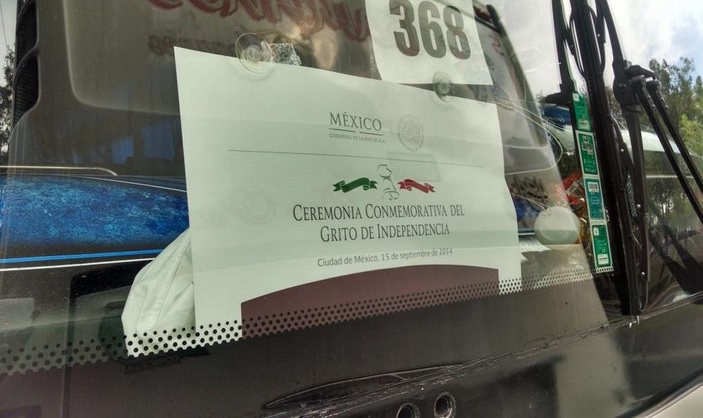 368
MÉXICO
GOBIERNO DE LA REPÚBLICA
CEREMONIA CONMEMORATIVA DEL
GRITO DE INDEPENDENCIA
Ciudad de México, 15 de septiembre de 2014